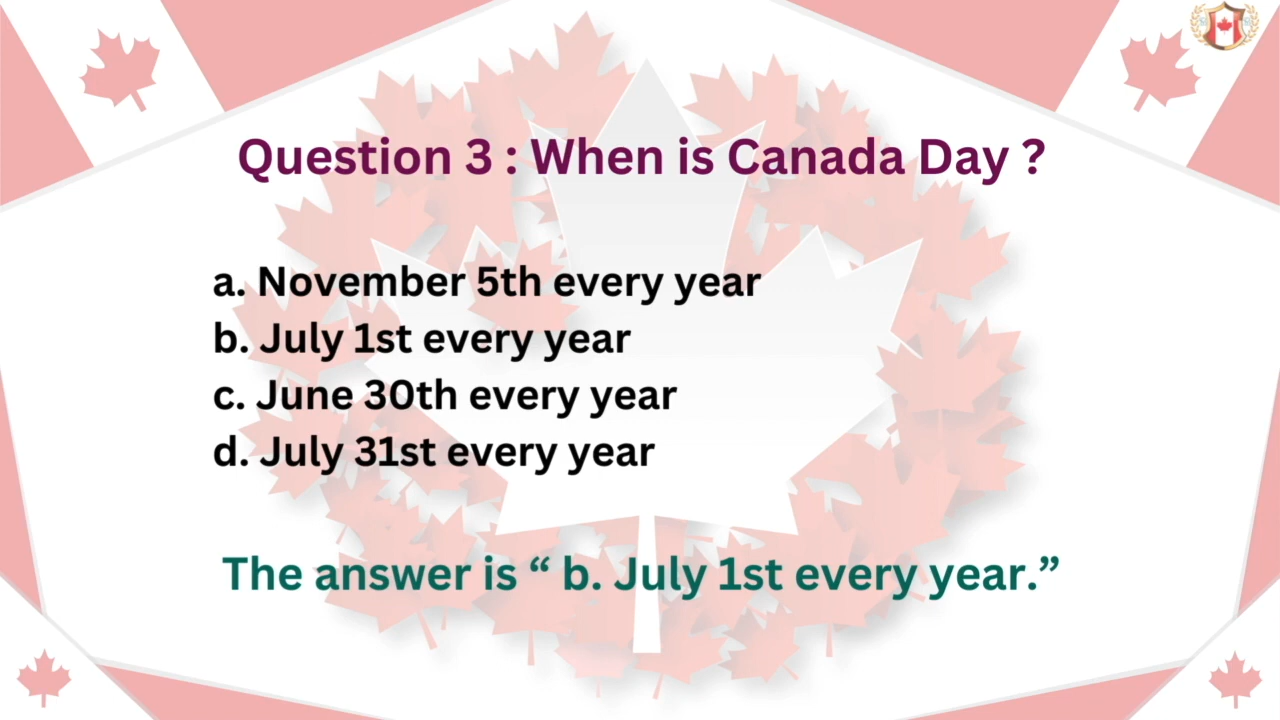 Question 3 : When is Canada Day ?
a. November 5th every year
b. July 1st every year
c. June 30th every year
d. July 31st every year
The answer is “ b. July 1st every year.”